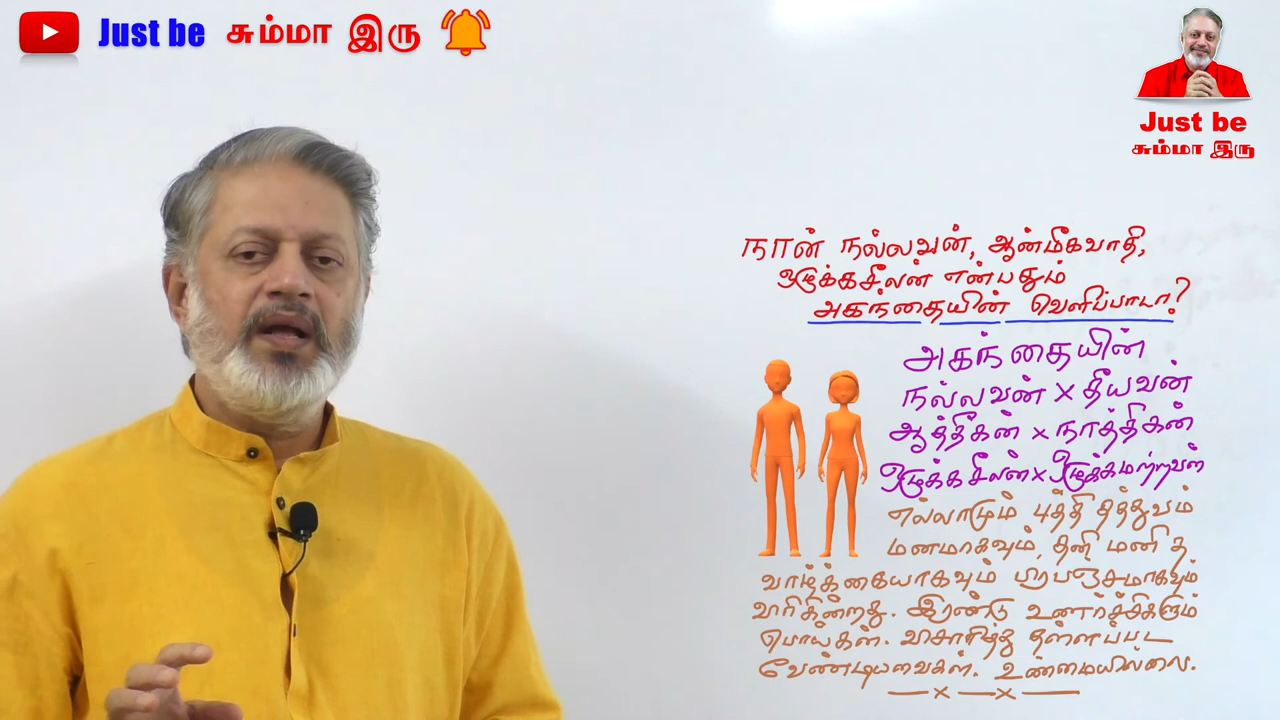 Just be சும்மா இரு
Just be
சும்மா இரு
நான் நல்லவன், ஆன்மீகவாதி,
ஒழுக்கசீலன் என்பதும்
அகந்தையின் வெளிப்பாடா?
அகந்தையின்
நல்லவன் x தீயவன்
ஆத்திகன் x நாத்திகன்
ஒழுக்கசீலன் x ஒழுக்கமற்றவன்
எல்லாமும் புத்தி தத்துவம்
மனமாகவும், தனி மனித
வாழ்க்கையாகவும் பிரபஞ்சமாகவும்
விரிகின்றது. இரண்டு உணர்ச்சிகளும்
பொய்கள். விசாரித்து தள்ளப்பட
வேண்டியவைகள். உண்மையில்லை.